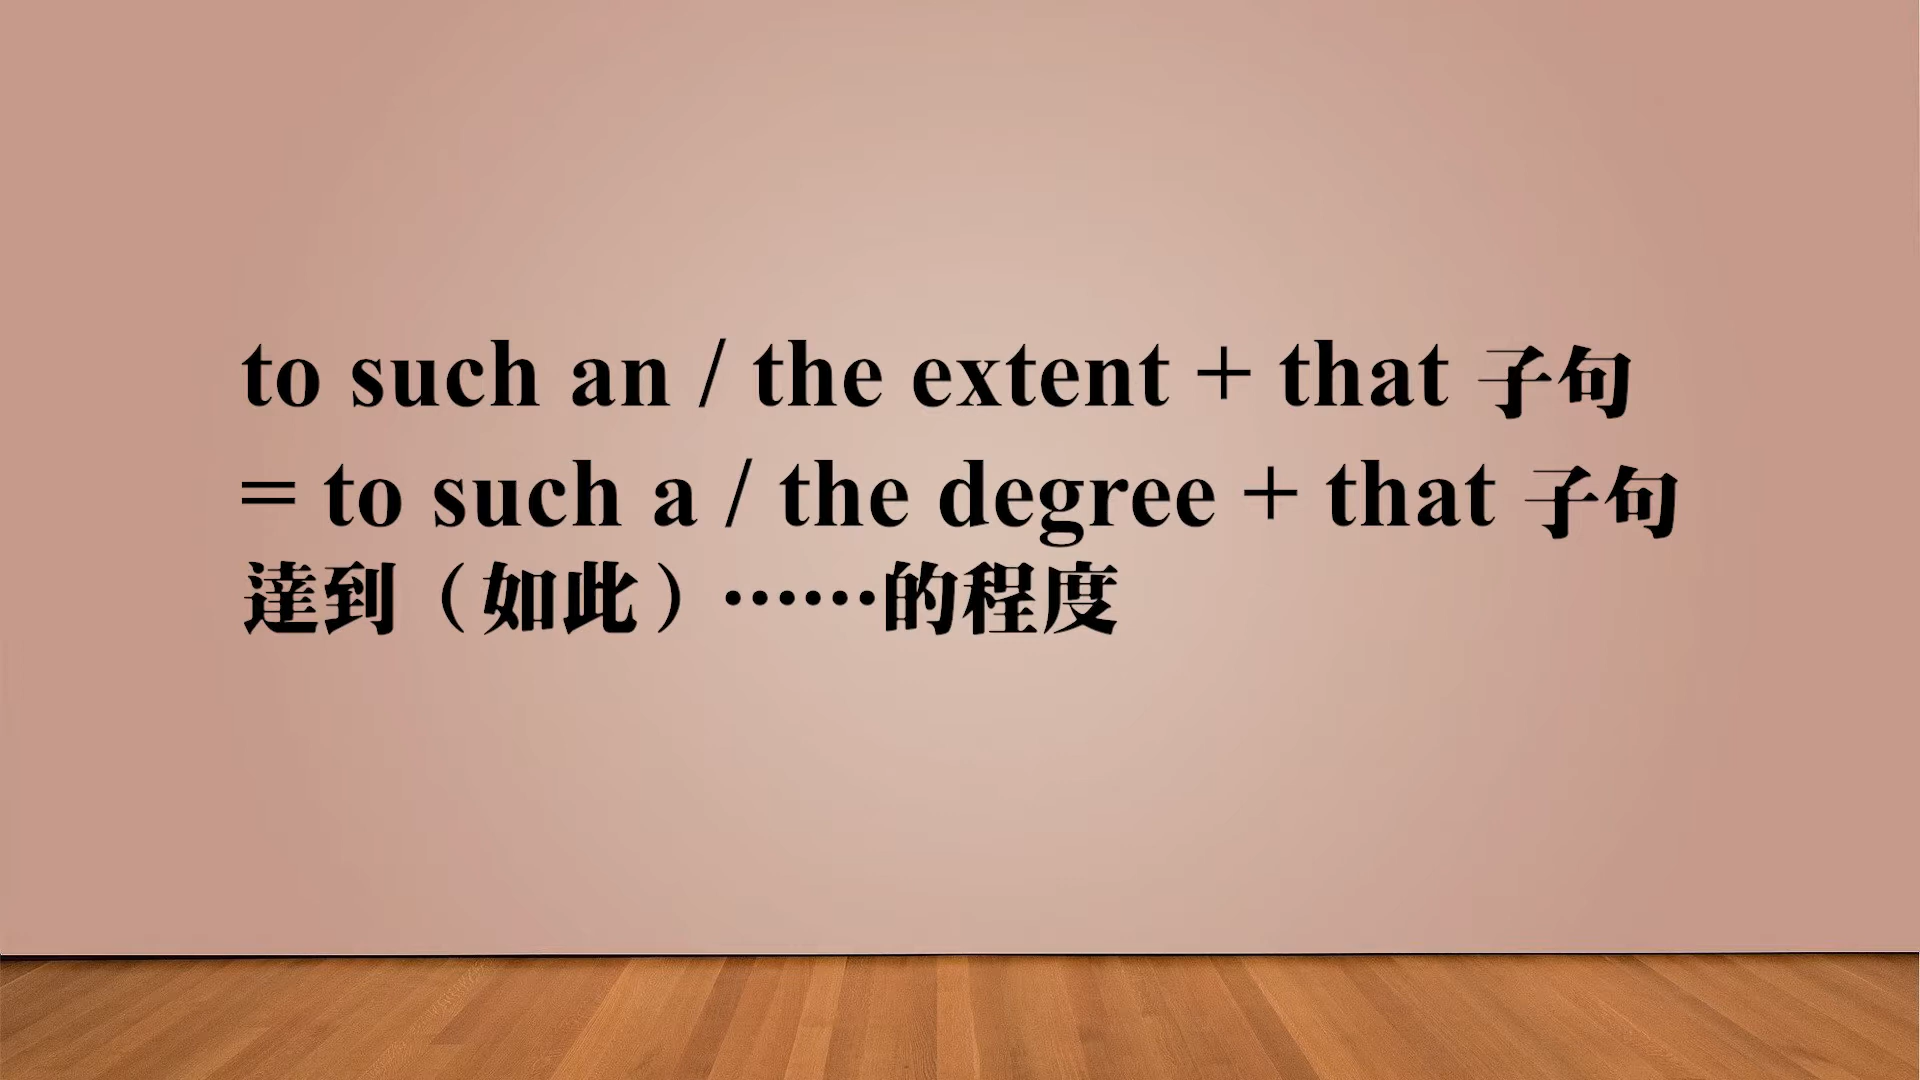 to such an / the extent + that 子句
= to such a / the degree + that 子句
達到（如此）……的程度